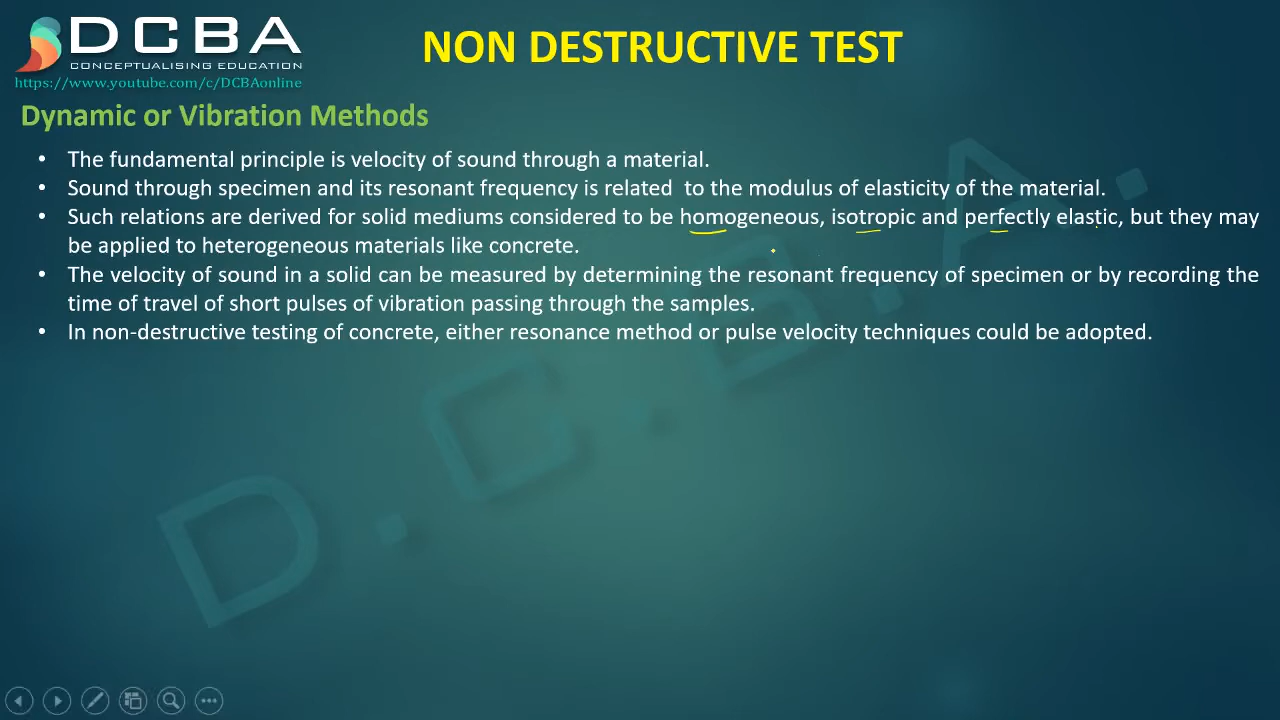 DCBA
CONCEPTUALISING EDUCATION
https://www.youtube.com/c/DCBAonline
NON DESTRUCTIVE TEST
Dynamic or Vibration Methods
• The fundamental principle is velocity of sound through a material.
• Sound through specimen and its resonant frequency is related to the modulus of elasticity of the material.
• Such relations are derived for solid mediums considered to be homogeneous, isotropic and perfectly elastic, but they may
be applied to heterogeneous materials like concrete.
• The velocity of sound in a solid can be measured by determining the resonant frequency of specimen or by recording the
time of travel of short pulses of vibration passing through the samples.
• In non-destructive testing of concrete, either resonance method or pulse velocity techniques could be adopted.
D.C.B.A.